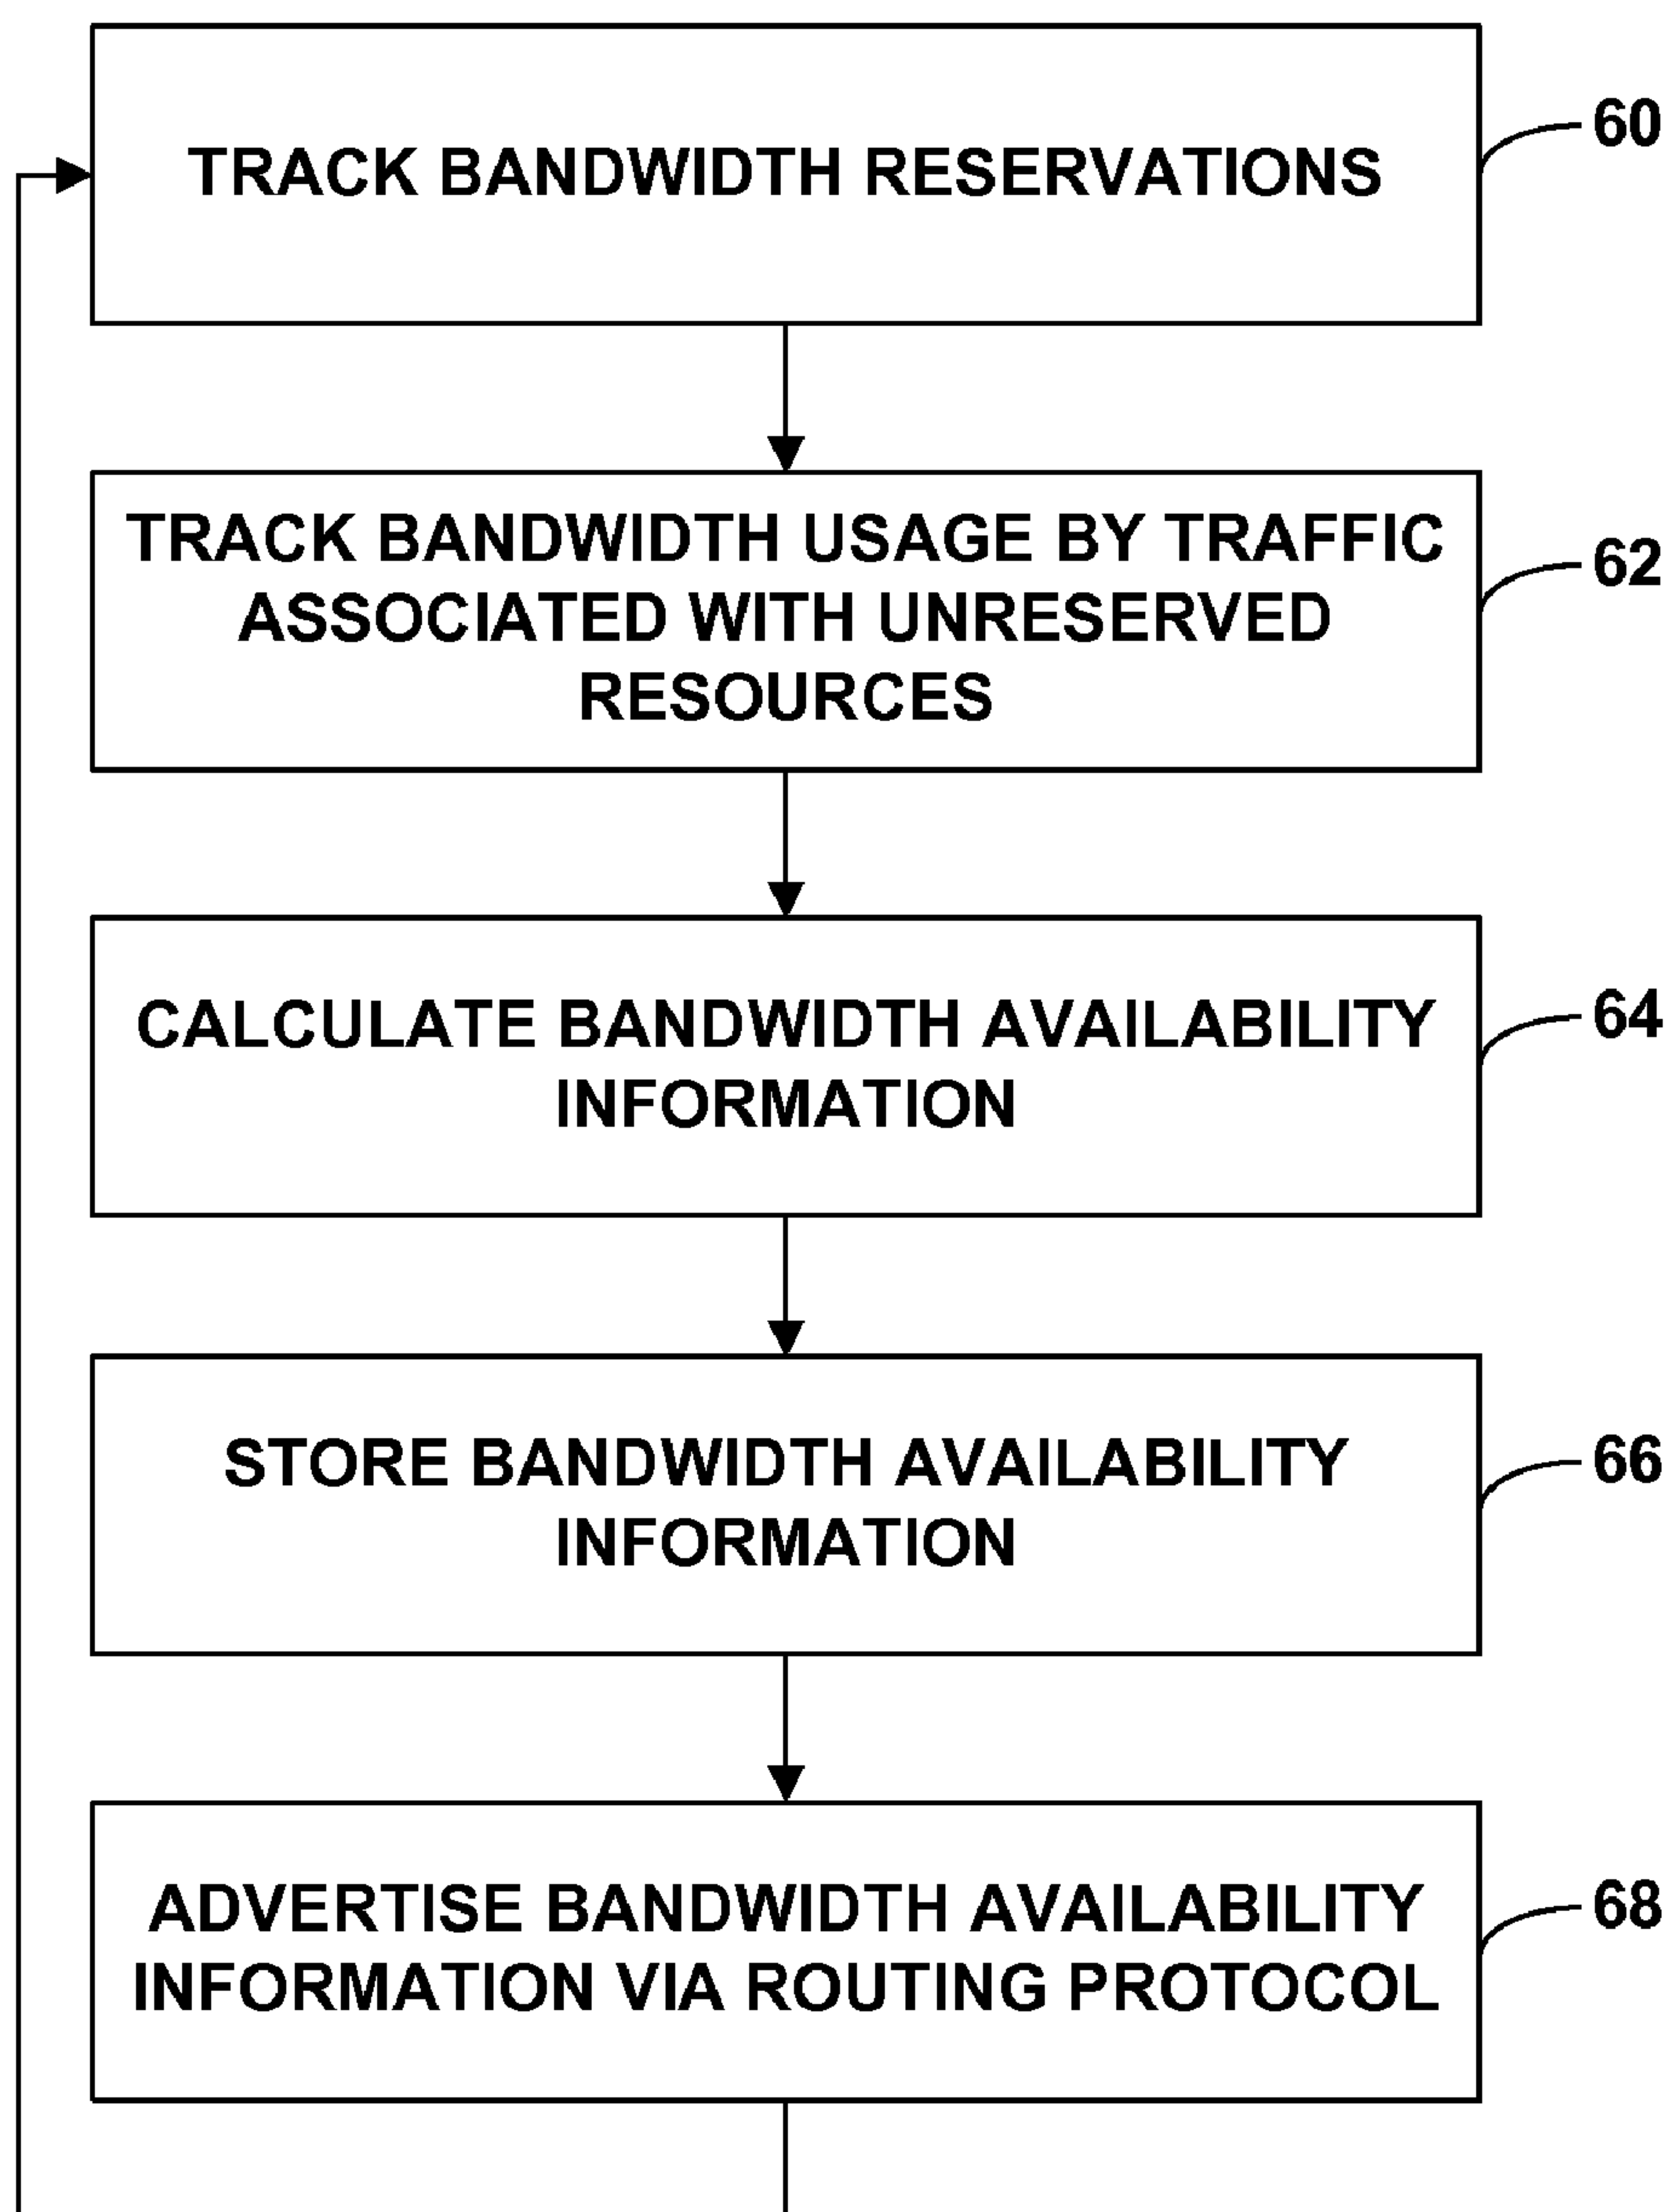 TRACK BANDWIDTH RESERVATIONS
60
TRACK BANDWIDTH USAGE BY TRAFFIC
ASSOCIATED WITH UNRESERVED
RESOURCES
62
CALCULATE BANDWIDTH AVAILABILITY
INFORMATION
64
STORE BANDWIDTH AVAILABILITY
INFORMATION
66
ADVERTISE BANDWIDTH AVAILABILITY
INFORMATION VIA ROUTING PROTOCOL
68